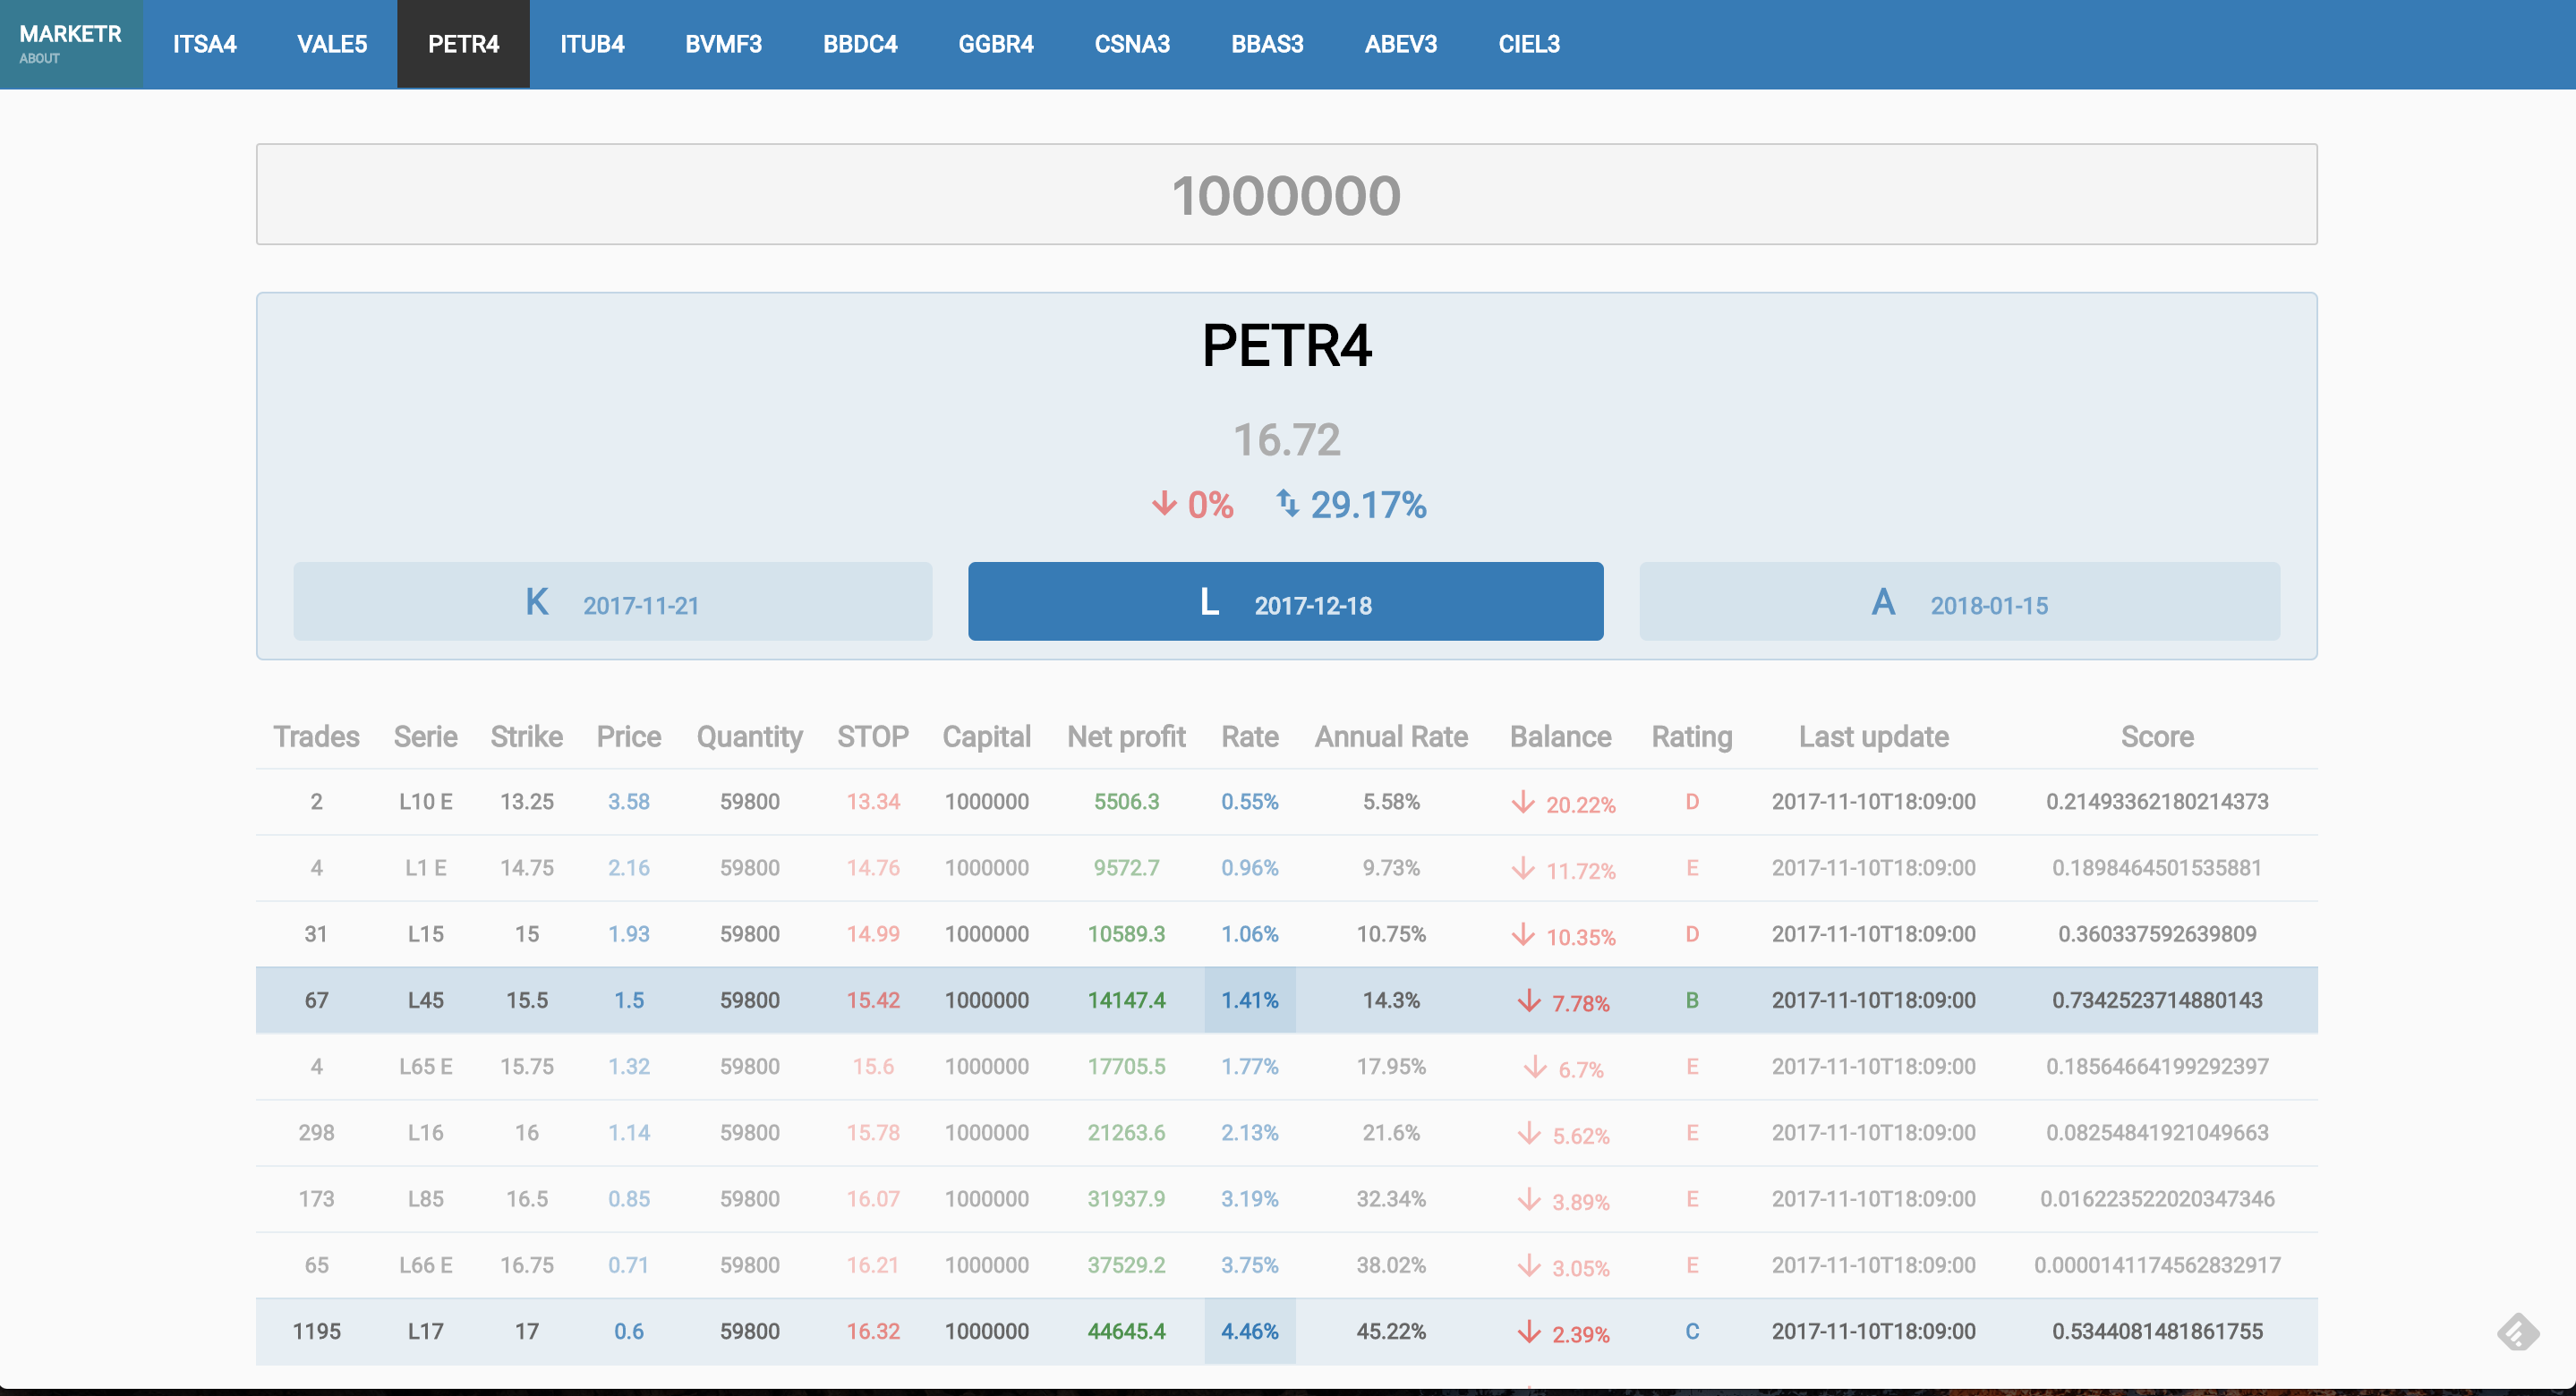 MARKETR ITSA4 VALE5 PETR4 ITUB4 BVMF3 BBDC4 GGBR4 CSNA3 BBAS3 ABEV3 CIEL3
ABOUT
1000000
PETR4
16.72
0% 29.17%
K 2017-11-21 L 2017-12-18 A 2018-01-15
Trades Serie Strike Price Quantity STOP Capital Net profit Rate Annual Rate Balance Rating Last update Score
2 L10 E 13.25 3.58 59800 13.34 1000000 5506.3 0.55% 5.58% 20.22% D 2017-11-10T18:09:00 0.21493362180214373
4 L1 E 14.75 2.16 59800 14.76 1000000 9572.7 0.96% 9.73% 11.72% E 2017-11-10T18:09:00 0.1898464501535881
31 L15 15 1.93 59800 14.99 1000000 10589.3 1.06% 10.75% 10.35% D 2017-11-10T18:09:00 0.360337592639809
67 L45 15.5 1.5 59800 15.42 1000000 14147.4 1.41% 14.3% 7.78% B 2017-11-10T18:09:00 0.7342523714880143
4 L65 E 15.75 1.32 59800 15.6 1000000 17705.5 1.77% 17.95% 6.7% E 2017-11-10T18:09:00 0.18564664199292397
298 L16 16 1.14 59800 15.78 1000000 21263.6 2.13% 21.6% 5.62% E 2017-11-10T18:09:00 0.08254841921049663
173 L85 16.5 0.85 59800 16.07 1000000 31937.9 3.19% 32.34% 3.89% E 2017-11-10T18:09:00 0.016223522020347346
65 L66 E 16.75 0.71 59800 16.21 1000000 37529.2 3.75% 38.02% 3.05% E 2017-11-10T18:09:00 0.0000141174562832917
1195 L17 17 0.6 59800 16.32 1000000 44645.4 4.46% 45.22% 2.39% C 2017-11-10T18:09:00 0.5344081481861755